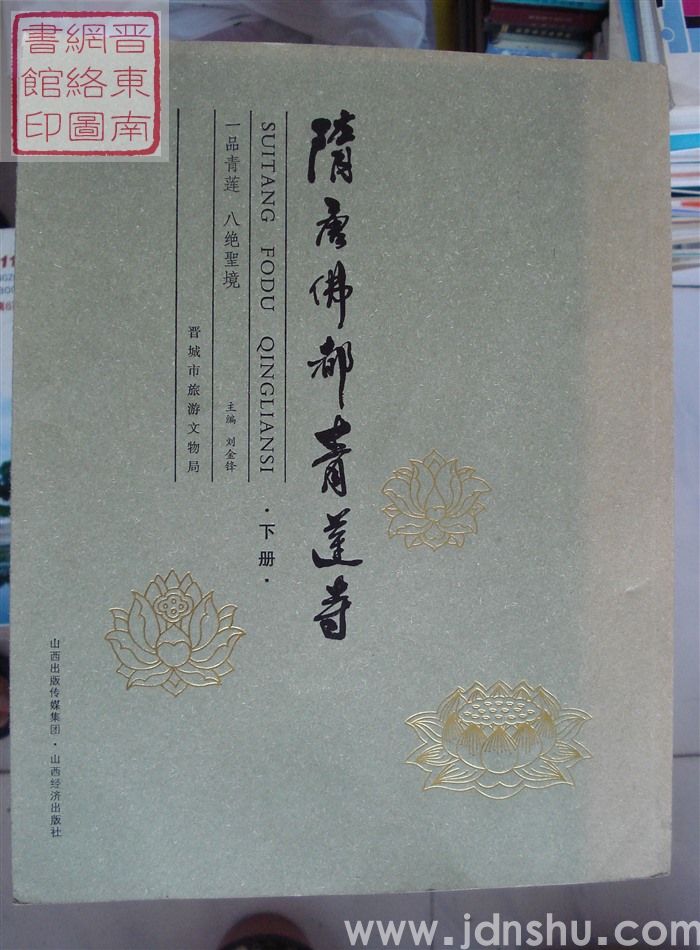 晋東南
網絡圖
書館印
隋唐佛都青莲寺
SUITANG FODU QINGLIANSI
·下册·
一品青莲 八绝聖境
主编 刘金锋
晋城市旅游文物局
山西出版传媒集团·山西经济出版社
www.jdnshu.com